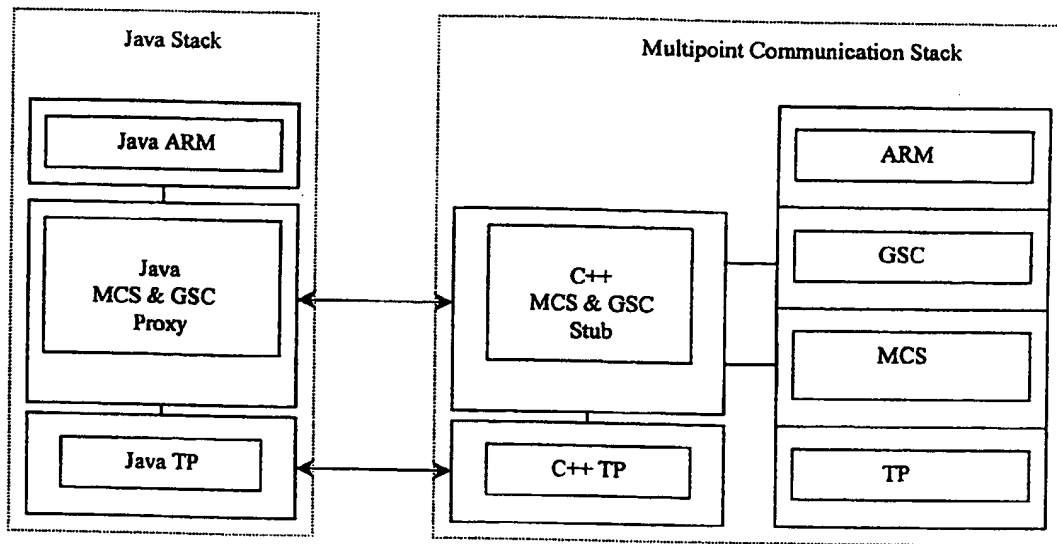 Java Stack
Multipoint Communication Stack
Java ARM
Java
MCS & GSC
Proxy
Java TP
C++
MCS & GSC
Stub
C++ TP
ARM
GSC
MCS
TP